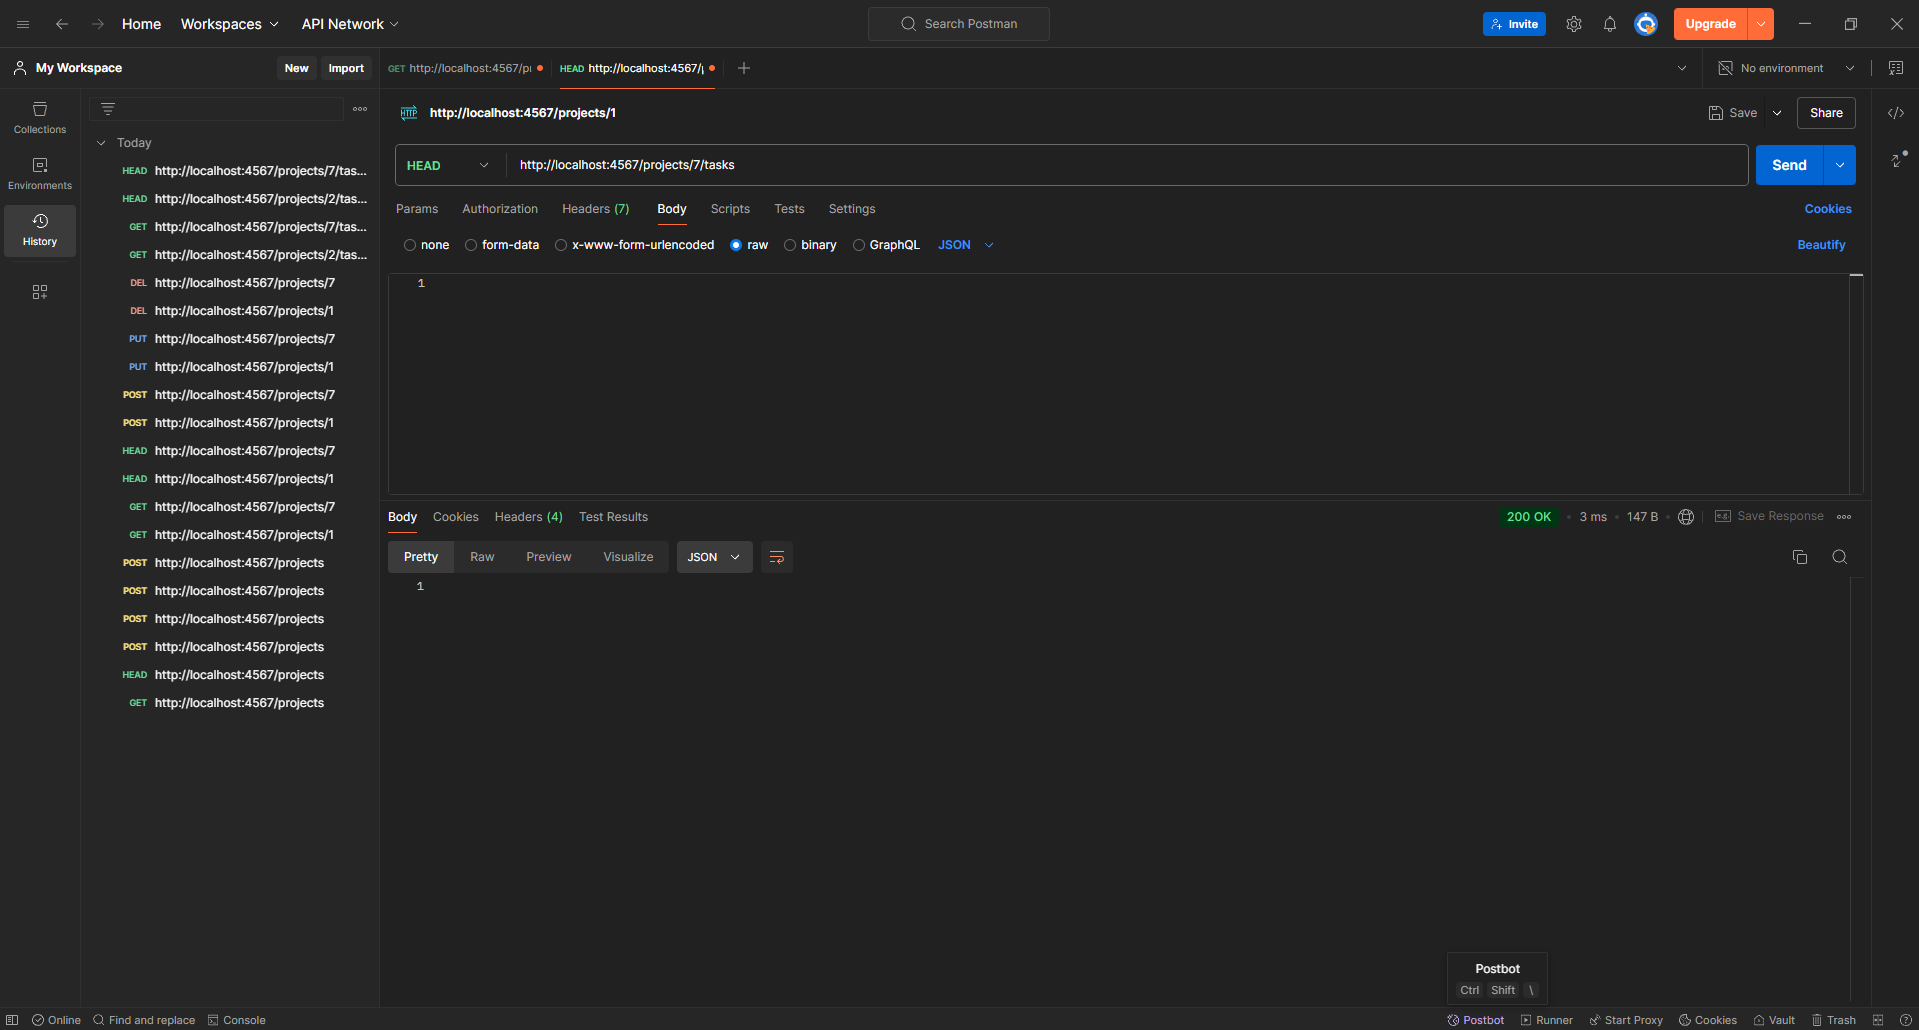 Home Workspaces API Network Search Postman Invite Upgrade
My Workspace New Import GET http://localhost:4567/p HEAD http://localhost:4567/ No environment
Collections
Environments
History
Today
HEAD http://localhost:4567/projects/7/tas...
HEAD http://localhost:4567/projects/2/tas...
GET http://localhost:4567/projects/7/tas...
GET http://localhost:4567/projects/2/tas...
DEL http://localhost:4567/projects/7
DEL http://localhost:4567/projects/1
PUT http://localhost:4567/projects/7
PUT http://localhost:4567/projects/1
POST http://localhost:4567/projects/7
POST http://localhost:4567/projects/1
HEAD http://localhost:4567/projects/7
HEAD http://localhost:4567/projects/1
GET http://localhost:4567/projects/7
GET http://localhost:4567/projects/1
POST http://localhost:4567/projects
POST http://localhost:4567/projects
POST http://localhost:4567/projects
POST http://localhost:4567/projects
HEAD http://localhost:4567/projects
GET http://localhost:4567/projects
HTTP http://localhost:4567/projects/1 Save Share
HEAD http://localhost:4567/projects/7/tasks Send
Params Authorization Headers (7) Body Scripts Tests Settings Cookies
none form-data x-www-form-urlencoded raw binary GraphQL JSON Beautify
1
Body Cookies Headers (4) Test Results 200 OK • 3 ms • 147 B • e.g. Save Response
Pretty Raw Preview Visualize JSON
1
Postbot
Ctrl Shift \
Online Find and replace Console Postbot Runner Start Proxy Cookies Vault Trash